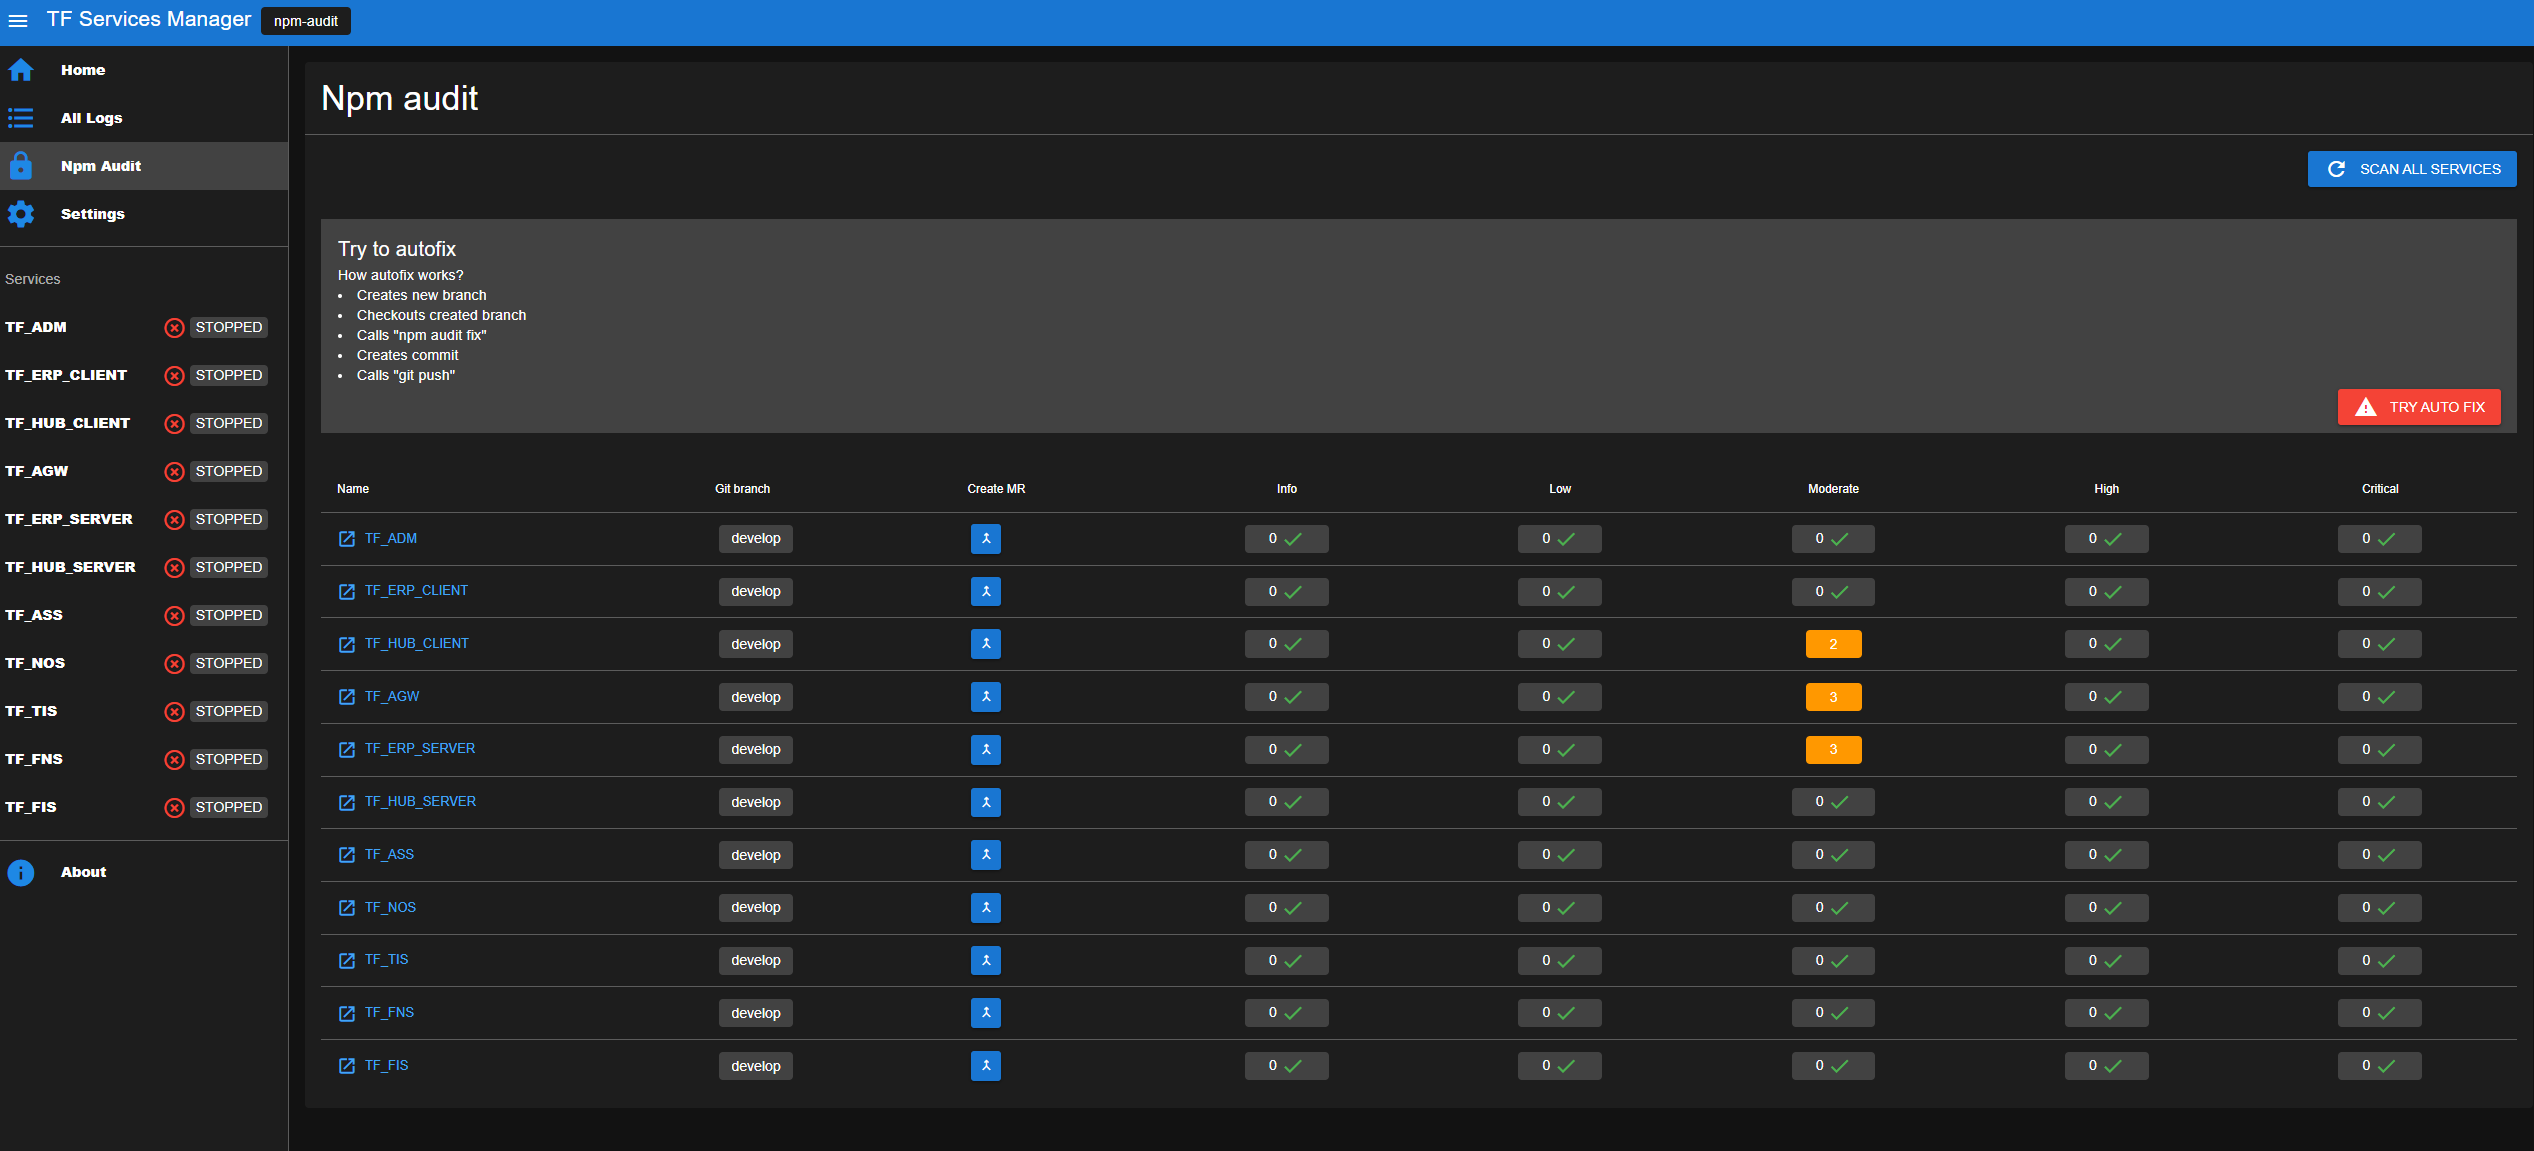 TF Services Manager npm-audit
Home
All Logs
Npm Audit
Settings
Services
TF_ADM STOPPED
TF_ERP_CLIENT STOPPED
TF_HUB_CLIENT STOPPED
TF_AGW STOPPED
TF_ERP_SERVER STOPPED
TF_HUB_SERVER STOPPED
TF_ASS STOPPED
TF_NOS STOPPED
TF_TIS STOPPED
TF_FNS STOPPED
TF_FIS STOPPED
About
Npm audit
SCAN ALL SERVICES
Try to autofix
How autofix works?
• Creates new branch
• Checkouts created branch
• Calls "npm audit fix"
• Creates commit
• Calls "git push"
TRY AUTO FIX
Name Git branch Create MR Info Low Moderate High Critical
TF_ADM develop 0 0 0 0 0
TF_ERP_CLIENT develop 0 0 0 0 0
TF_HUB_CLIENT develop 0 0 2 0 0
TF_AGW develop 0 0 3 0 0
TF_ERP_SERVER develop 0 0 3 0 0
TF_HUB_SERVER develop 0 0 0 0 0
TF_ASS develop 0 0 0 0 0
TF_NOS develop 0 0 0 0 0
TF_TIS develop 0 0 0 0 0
TF_FNS develop 0 0 0 0 0
TF_FIS develop 0 0 0 0 0